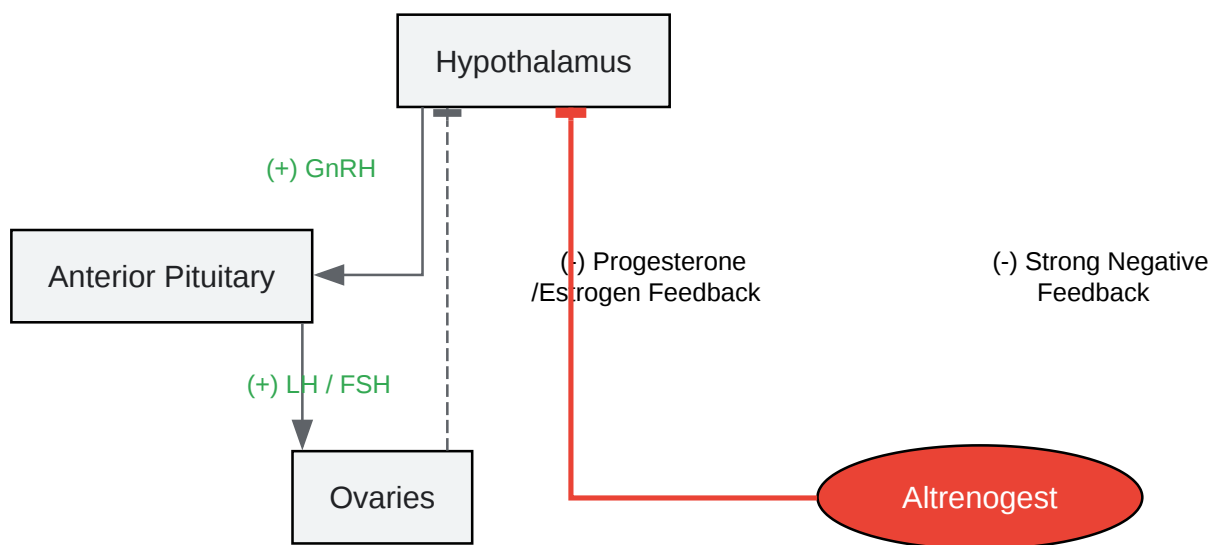 Hypothalamus
(+) GnRH
(-) Progesterone
/Estrogen Feedback
(-) Strong Negative
Feedback
Anterior Pituitary
(+) LH / FSH
Ovaries
Altrenogest